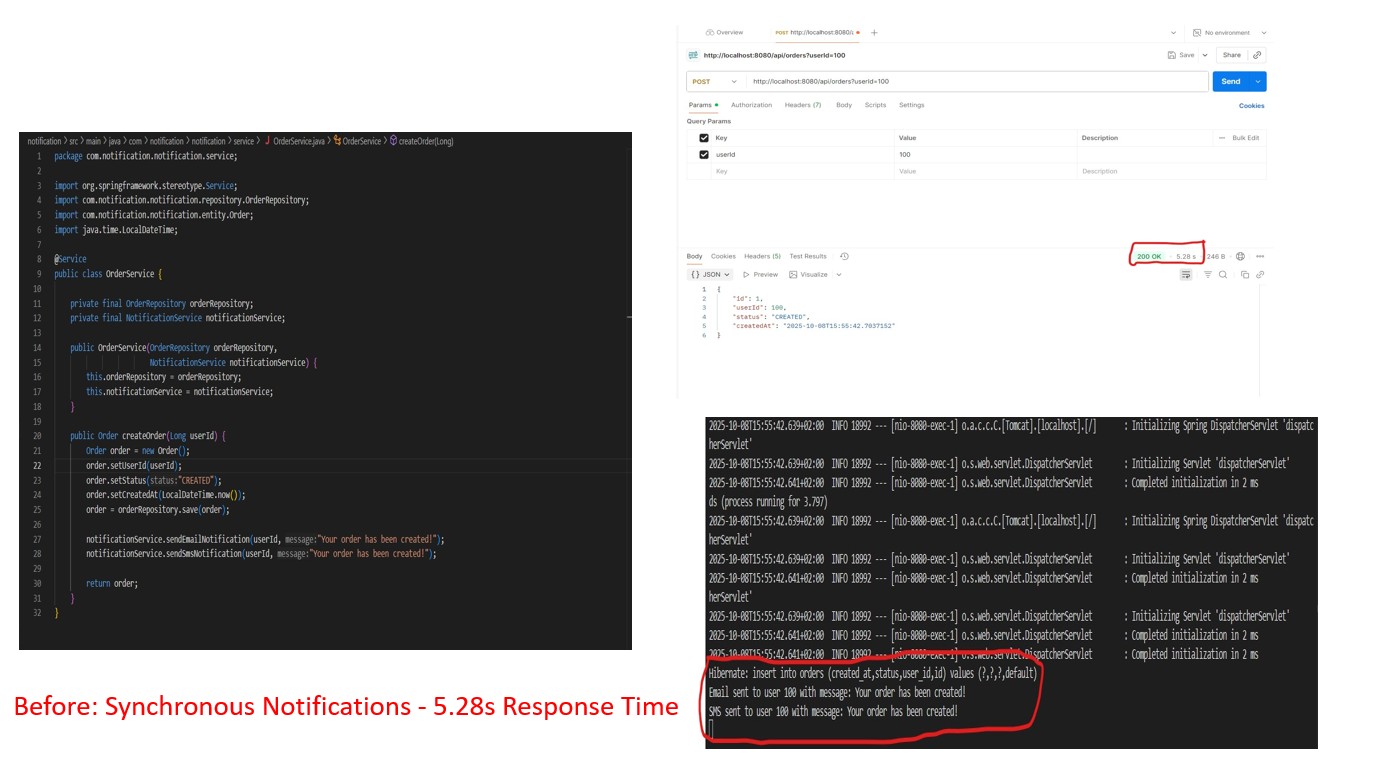 notification > src > main > java > com > notification > notification > service > J OrderService.java > OrderService > createOrder(Long)
1 package com.notification.notification.service;
2
3 import org.springframework.stereotype.Service;
4 import com.notification.notification.repository.OrderRepository;
5 import com.notification.notification.entity.Order;
6 import java.time.LocalDateTime;
7
8 @Service
9 public class OrderService {
10
11 private final OrderRepository orderRepository;
12 private final NotificationService notificationService;
13
14 public OrderService(OrderRepository orderRepository,
15 NotificationService notificationService) {
16 this.orderRepository = orderRepository;
17 this.notificationService = notificationService;
18 }
19
20 public Order createOrder(Long userId) {
21 Order order = new Order();
22 order.setUserId(userId);
23 order.setStatus(status:"CREATED");
24 order.setCreatedAt(LocalDateTime.now());
25 order = orderRepository.save(order);
26
27 notificationService.sendEmailNotification(userId, message:"Your order has been created!");
28 notificationService.sendSmsNotification(userId, message:"Your order has been created!");
29
30 return order;
31 }
32 }
Before: Synchronous Notifications - 5.28s Response Time
Overview POST http://localhost:8080/ + No environment
http://localhost:8080/api/orders?userId=100 Save Share
POST http://localhost:8080/api/orders?userId=100 Send
Params Authorization Headers (7) Body Scripts Settings Cookies
Query Params
Key Value Description Bulk Edit
userId 100
Key Value Description
Body Cookies Headers (5) Test Results 200 OK 5.28 s 246 B
{ } JSON Preview Visualize
1 {
2 "id": 1,
3 "userId": 100,
4 "status": "CREATED",
5 "createdAt": "2025-10-08T15:55:42.7037152"
6 }
2025-10-08T15:55:42.639+02:00 INFO 18992 --- [nio-8080-exec-1] o.a.c.c.C.[Tomcat].[localhost].[/] : Initializing Spring DispatcherServlet 'dispatc
herServlet'
2025-10-08T15:55:42.639+02:00 INFO 18992 --- [nio-8080-exec-1] o.s.web.servlet.DispatcherServlet : Initializing Servlet 'dispatcherServlet'
2025-10-08T15:55:42.641+02:00 INFO 18992 --- [nio-8080-exec-1] o.s.web.servlet.DispatcherServlet : Completed initialization in 2 ms
ds (process running for 3.797)
2025-10-08T15:55:42.639+02:00 INFO 18992 --- [nio-8080-exec-1] o.a.c.c.C.[Tomcat].[localhost].[/] : Initializing Spring DispatcherServlet 'dispatc
herServlet'
2025-10-08T15:55:42.639+02:00 INFO 18992 --- [nio-8080-exec-1] o.s.web.servlet.DispatcherServlet : Initializing Servlet 'dispatcherServlet'
2025-10-08T15:55:42.641+02:00 INFO 18992 --- [nio-8080-exec-1] o.s.web.servlet.DispatcherServlet : Completed initialization in 2 ms
herServlet'
2025-10-08T15:55:42.639+02:00 INFO 18992 --- [nio-8080-exec-1] o.s.web.servlet.DispatcherServlet : Initializing Servlet 'dispatcherServlet'
2025-10-08T15:55:42.641+02:00 INFO 18992 --- [nio-8080-exec-1] o.s.web.servlet.DispatcherServlet : Completed initialization in 2 ms
2025-10-08T15:55:42.641+02:00 INFO 18992 --- [nio-8080-exec-1] o.s.web.servlet.DispatcherServlet : Completed initialization in 2 ms
Hibernate: insert into orders (created_at,status,user_id,id) values (?,?,?,default)
Email sent to user 100 with message: Your order has been created!
SMS sent to user 100 with message: Your order has been created!